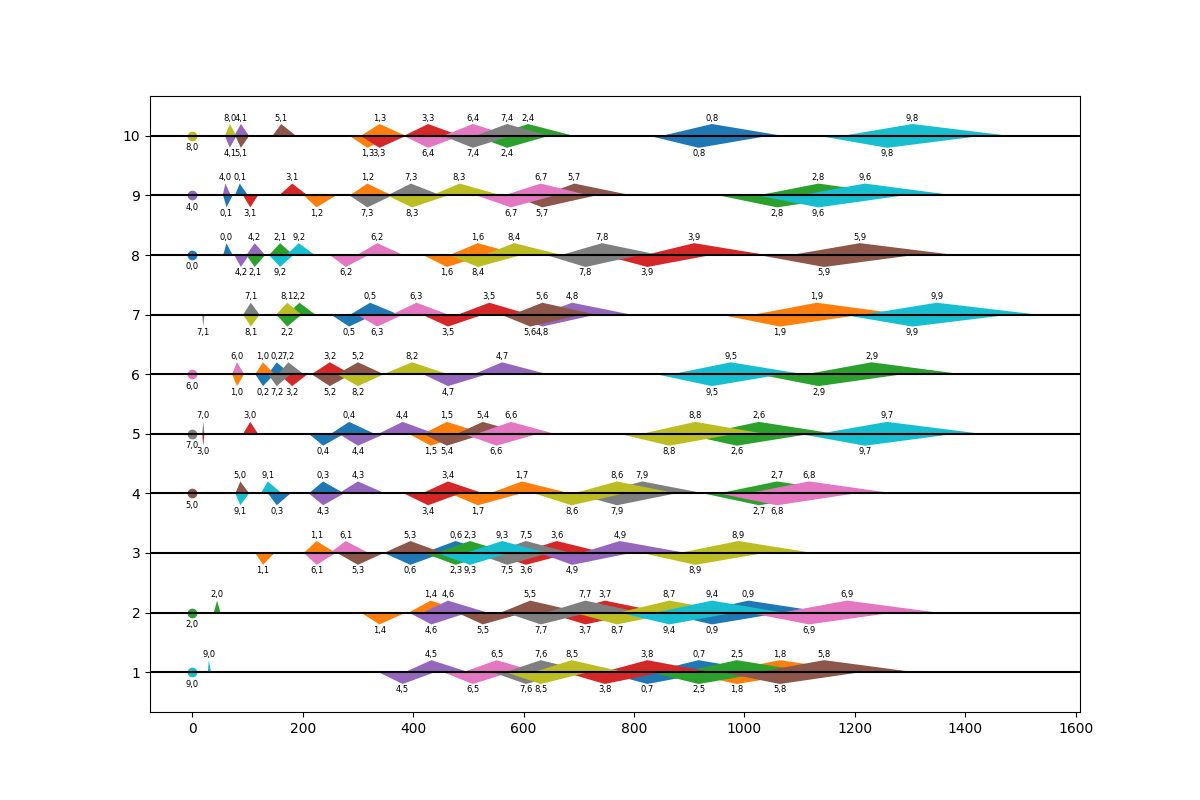 8,0 4,1 5,1 1,3 3,3 6,4 7,4 2,4 0,8 9,8
10
8,0 4,1 5,1 1,3 3,3 6,4 7,4 2,4 0,8 9,8
4,0 0,1 3,1 1,2 7,3 8,3 6,7 5,7 2,8 9,6
9
4,0 0,1 3,1 1,2 7,3 8,3 6,7 5,7 2,8 9,6
0,0 4,2 2,1 9,2 6,2 1,6 8,4 7,8 3,9 5,9
8
0,0 4,2 2,1 9,2 6,2 1,6 8,4 7,8 3,9 5,9
7,1 8,1 2,2 0,5 6,3 3,5 5,6 4,8 1,9 9,9
7
7,1 8,1 2,2 0,5 6,3 3,5 5,6 4,8 1,9 9,9
6,0 1,0 0,2 7,2 3,2 5,2 8,2 4,7 9,5 2,9
6
6,0 1,0 0,2 7,2 3,2 5,2 8,2 4,7 9,5 2,9
7,0 3,0 0,4 4,4 1,5 5,4 6,6 8,8 2,6 9,7
5
7,0 3,0 0,4 4,4 1,5 5,4 6,6 8,8 2,6 9,7
5,0 9,1 0,3 4,3 3,4 1,7 8,6 7,9 2,7 6,8
4
5,0 9,1 0,3 4,3 3,4 1,7 8,6 7,9 2,7 6,8
1,1 6,1 5,3 0,6 2,3 9,3 7,5 3,6 4,9 8,9
3
1,1 6,1 5,3 0,6 2,3 9,3 7,5 3,6 4,9 8,9
2,0 1,4 4,6 5,5 7,7 3,7 8,7 9,4 0,9 6,9
2
2,0 1,4 4,6 5,5 7,7 3,7 8,7 9,4 0,9 6,9
9,0 4,5 6,5 7,6 8,5 3,8 0,7 2,5 1,8 5,8
1
9,0 4,5 6,5 7,6 8,5 3,8 0,7 2,5 1,8 5,8
0 200 400 600 800 1000 1200 1400 1600